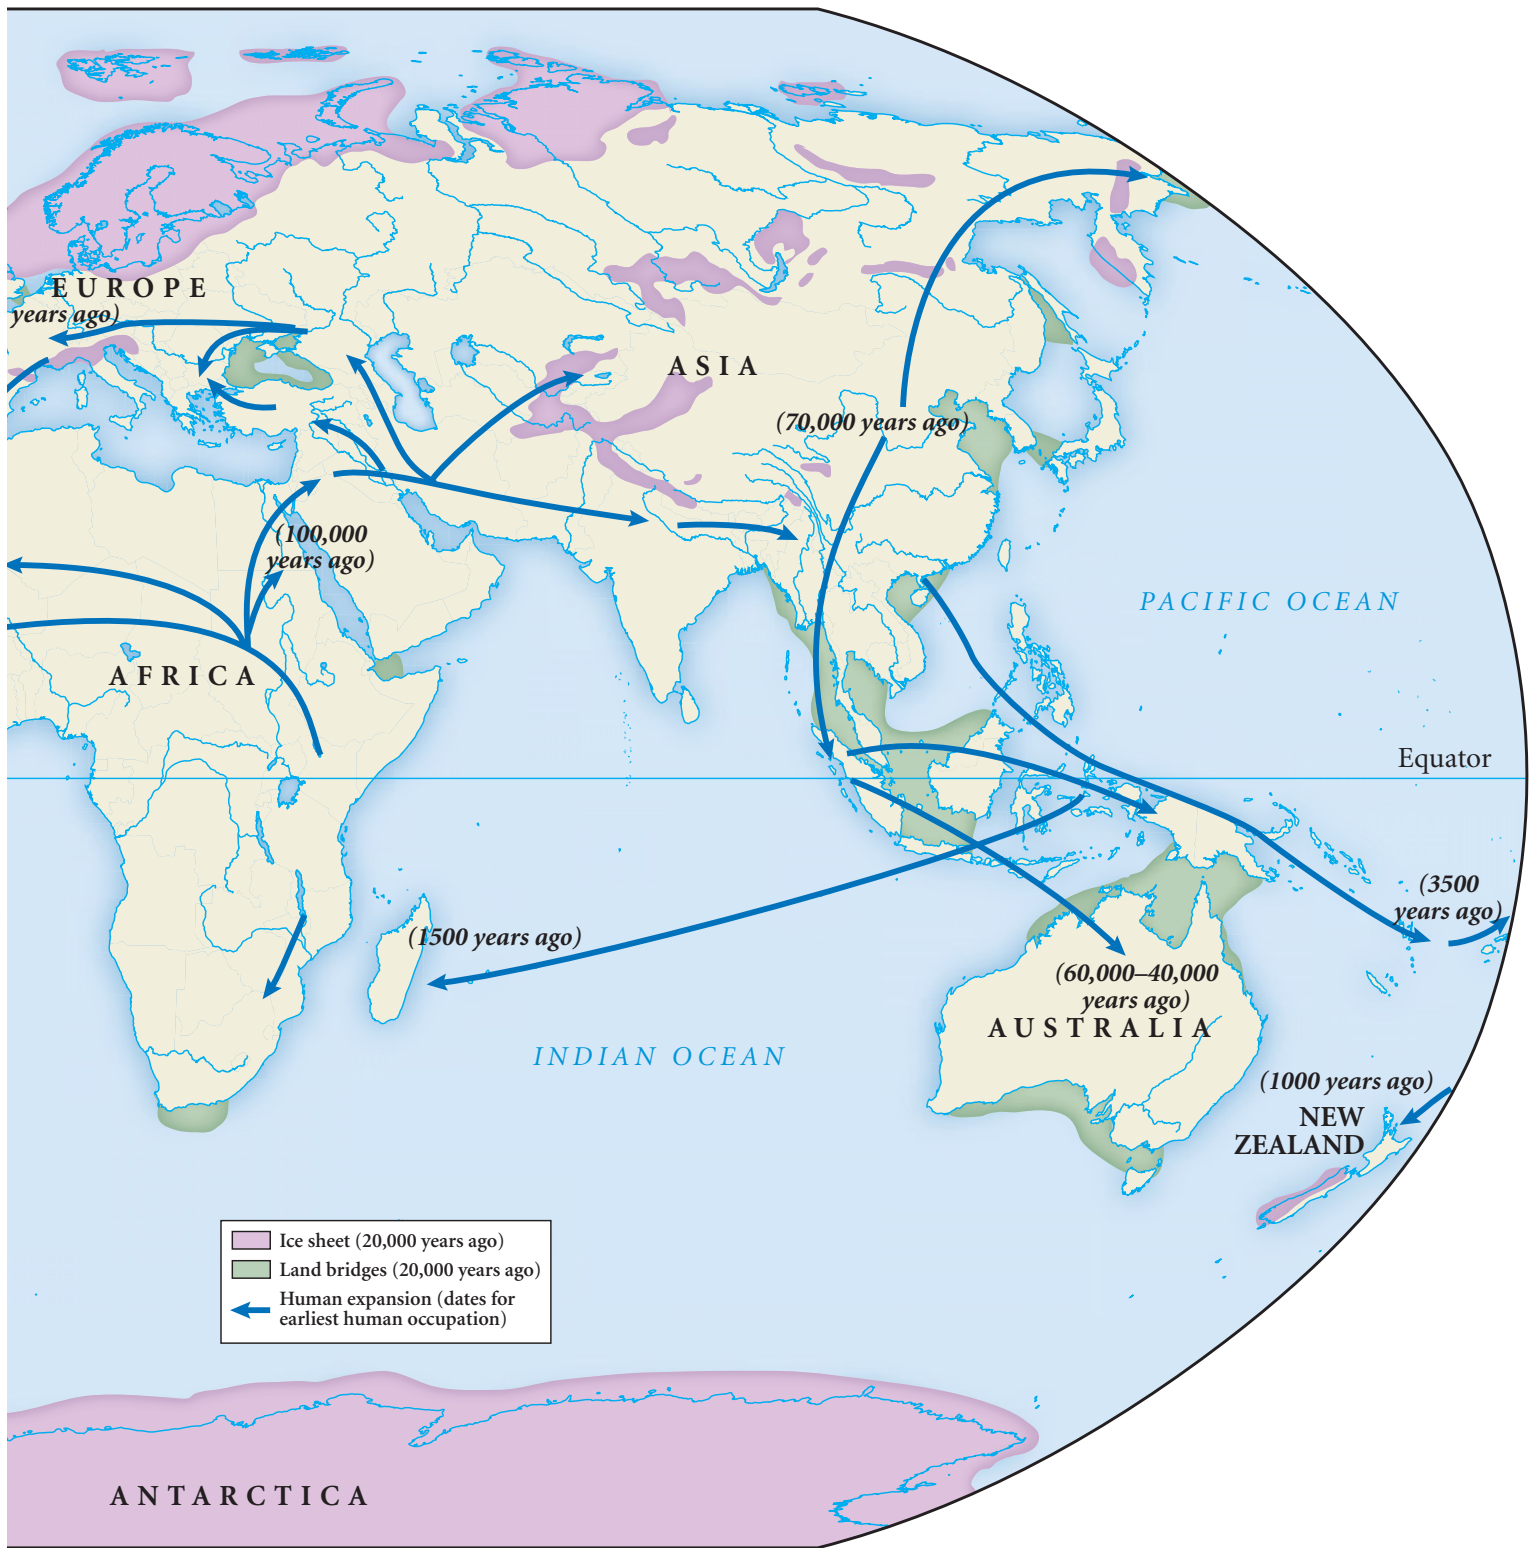 EUROPE
years ago)
ASIA
(70,000 years ago)
(100,000
years ago)
PACIFIC OCEAN
AFRICA
Equator
(3500
years ago)
(1500 years ago)
(60,000–40,000
years ago)
AUSTRALIA
INDIAN OCEAN
(1000 years ago)
NEW
ZEALAND
Ice sheet (20,000 years ago)
Land bridges (20,000 years ago)
Human expansion (dates for
earliest human occupation)
ANTARCTICA